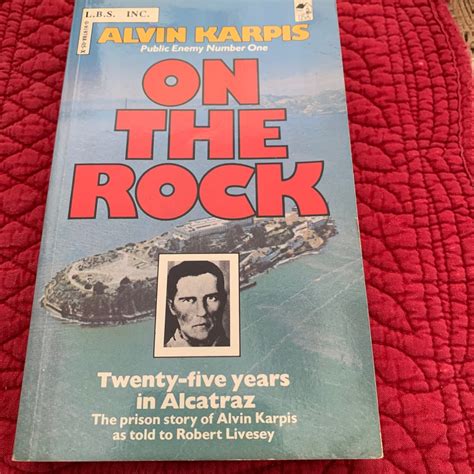 L.B.S. INC.
ALVIN KARPIS
Public Enemy Number One
ON
THE
ROCK
Twenty-five years
in Alcatraz
The prison story of Alvin Karpis
as told to Robert Livesey